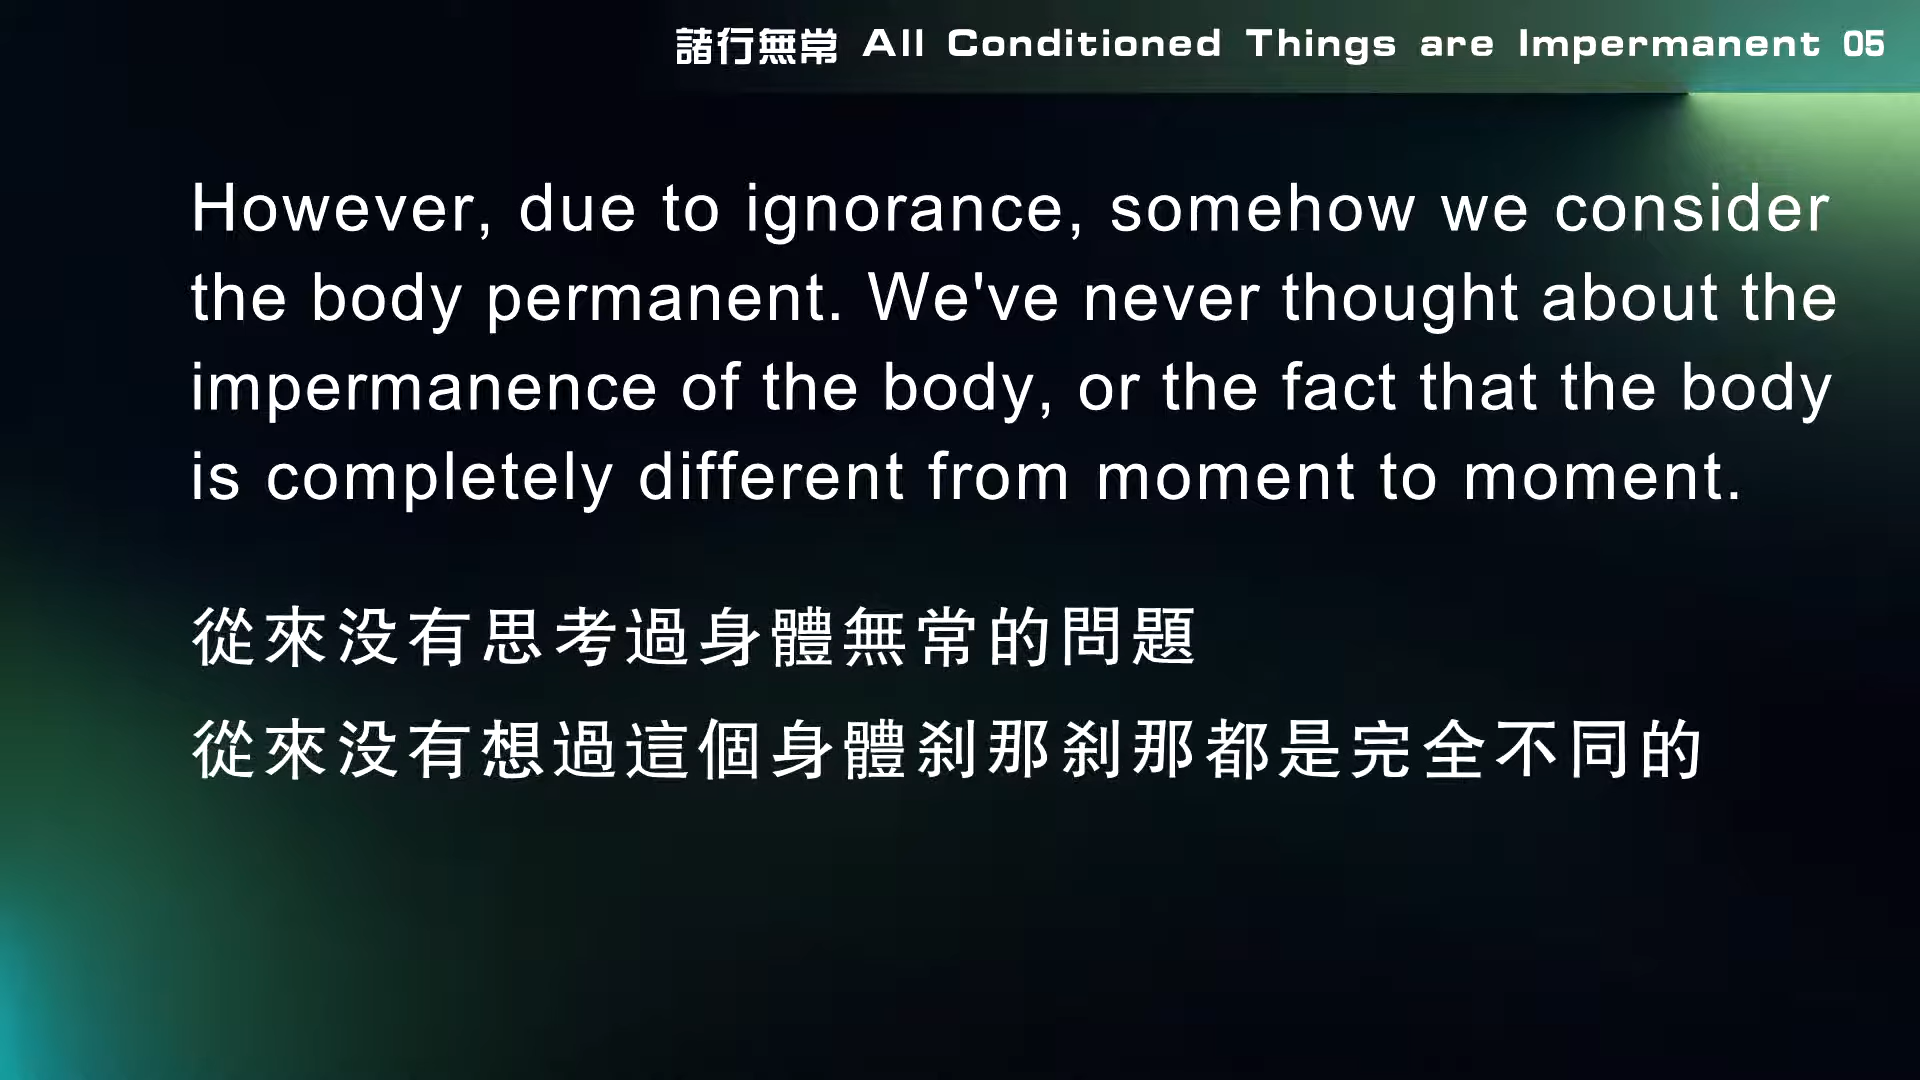 諸行無常 All Conditioned Things are Impermanent 05
However, due to ignorance, somehow we consider
the body permanent. We've never thought about the
impermanence of the body, or the fact that the body
is completely different from moment to moment.
從來没有思考過身體無常的問題
從來没有想過這個身體刹那刹那都是完全不同的